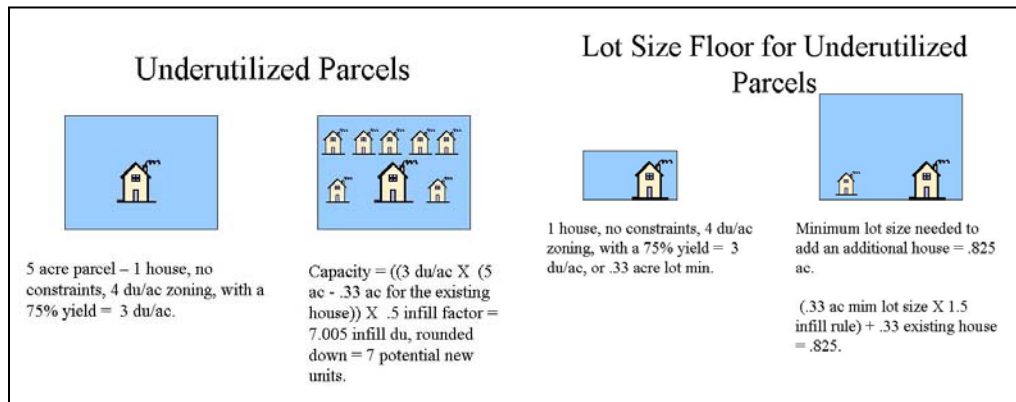 Underutilized Parcels
5 acre parcel – 1 house, no
constraints, 4 du/ac zoning, with a
75% yield = 3 du/ac.
Capacity = ((3 du/ac X (5
ac - .33 ac for the existing
house)) X .5 infill factor =
7.005 infill du, rounded
down = 7 potential new
units.
Lot Size Floor for Underutilized
Parcels
1 house, no constraints, 4 du/ac
zoning, with a 75% yield = 3
du/ac, or .33 acre lot min.
Minimum lot size needed to
add an additional house = .825
ac.
(.33 ac mim lot size X 1.5
infill rule) + .33 existing house
= .825.